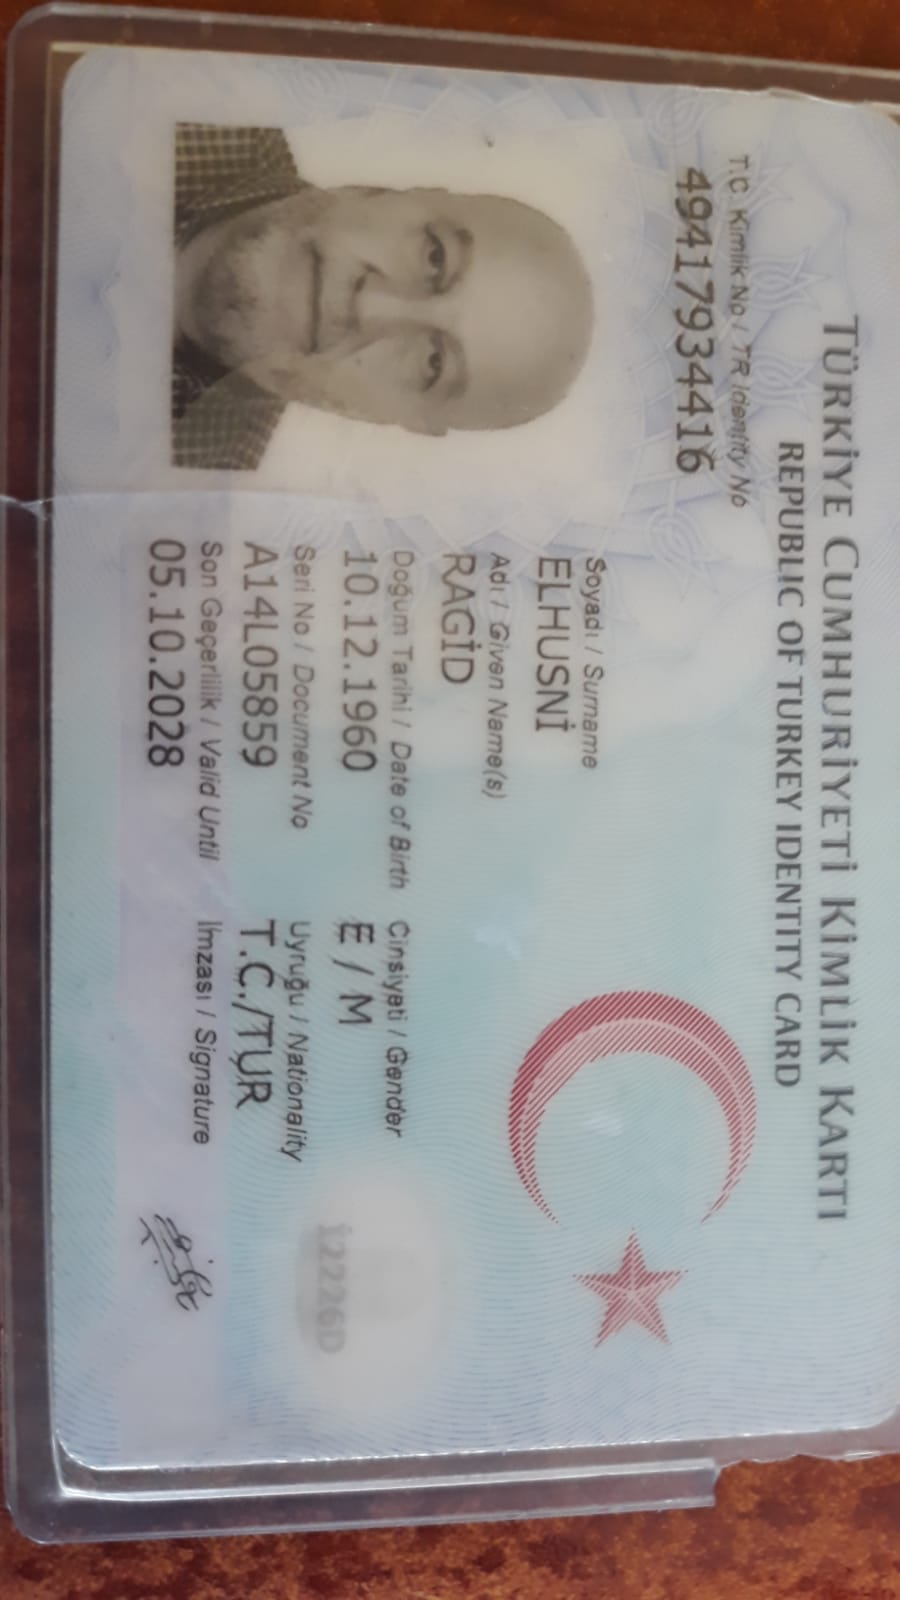 TÜRKİYE CUMHURİYETİ KİMLİK KARTI
REPUBLIC OF TURKEY IDENTITY CARD
T.C. Kimlik No / TR Identity No
49417934416
Soyadı / Surname
ELHUSNİ
Adı / Given Name(s)
RAGİD
Doğum Tarihi / Date of Birth
10.12.1960
Cinsiyeti / Gender
E / M
Seri No / Document No
A14L05859
Uyruğu / Nationality
T.C./TUR
Son Geçerlilik / Valid Until
05.10.2028
İmzası / Signature